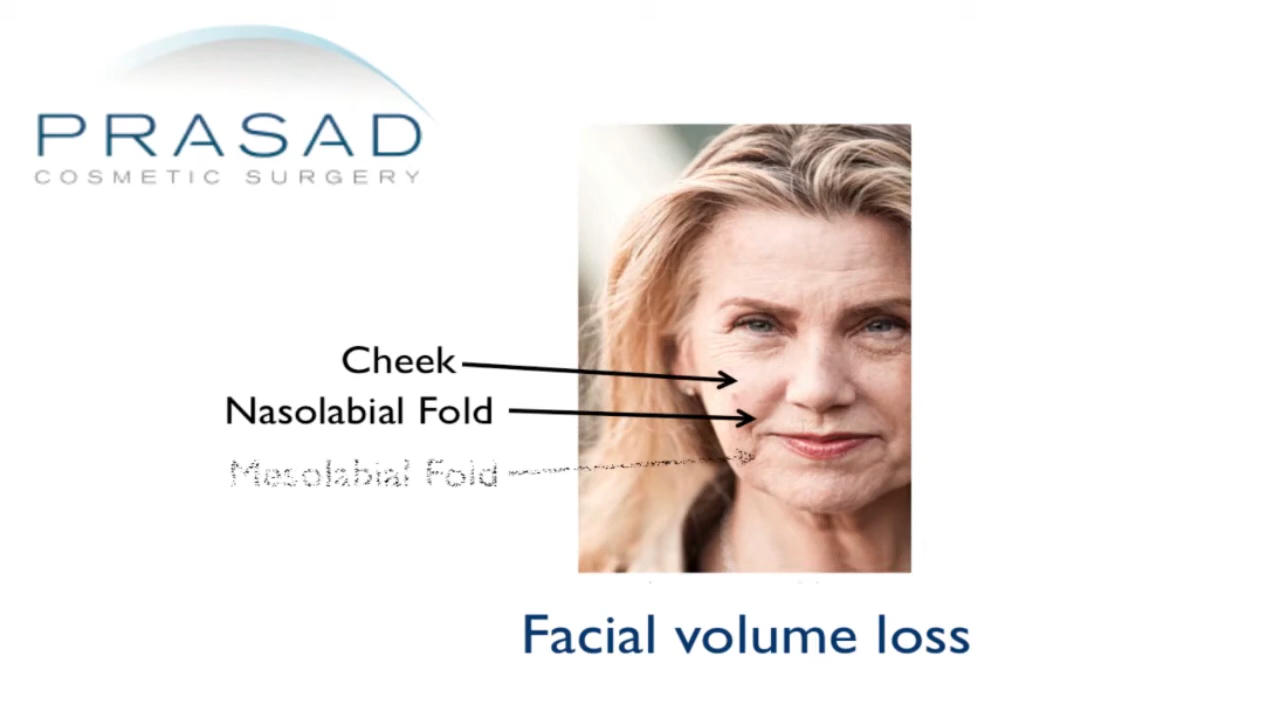 PRASAD
COSMETIC SURGERY
Cheek
Nasolabial Fold
Mesolabial Fold
Facial volume loss